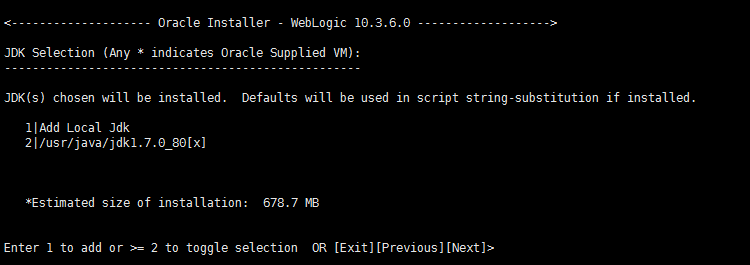 <-------------------- Oracle Installer - WebLogic 10.3.6.0 ------------------->
JDK Selection (Any * indicates Oracle Supplied VM):
---------------------------------------------------
JDK(s) chosen will be installed.  Defaults will be used in script string-substitution if installed.
1|Add Local Jdk
2|/usr/java/jdk1.7.0_80[x]
*Estimated size of installation:  678.7 MB
Enter 1 to add or >= 2 to toggle selection  OR [Exit][Previous][Next]>